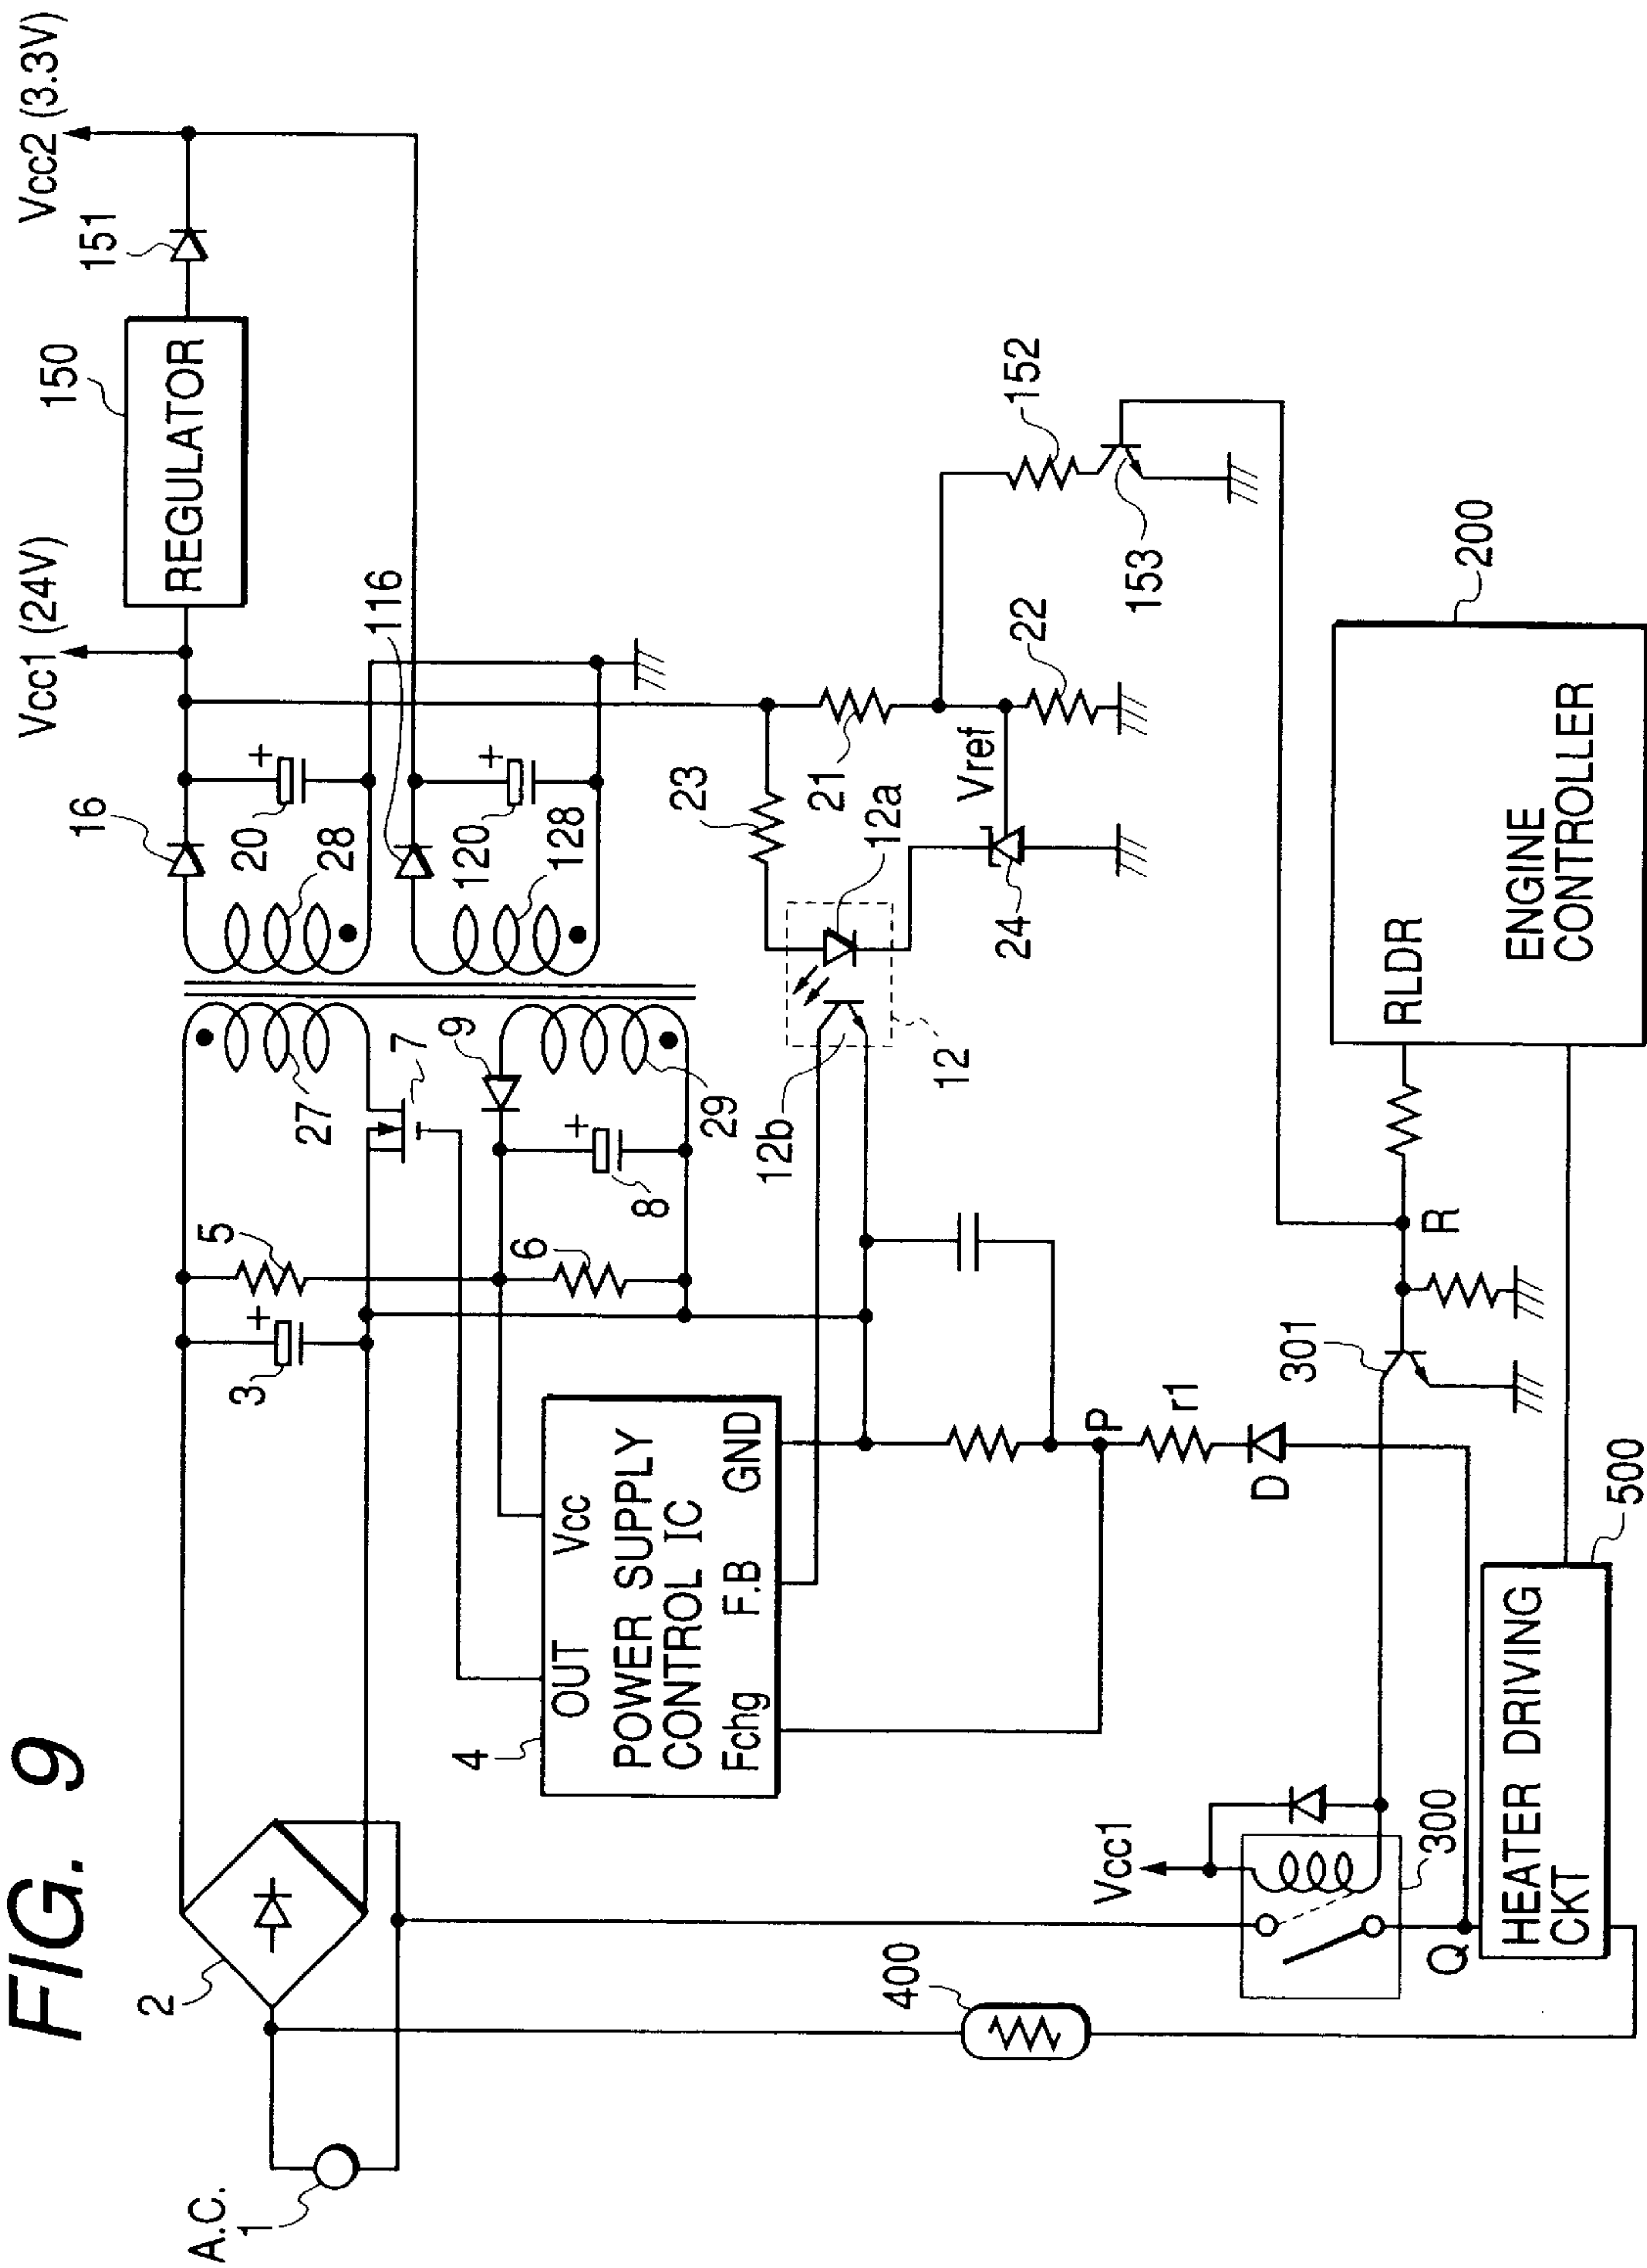 FIG. 9
A.C.
1
2
3
5
4
OUT
Vcc
POWER SUPPLY
CONTROL IC
Fchg
F.B
GND
6
7
8
9
27
29
16
20
28
116
120
128
Vcc1 (24V)
150
REGULATOR
151
Vcc2 (3.3V)
12b
12
12a
23
21
Vref
22
24
152
153
P
r1
D
301
R
RLDR
200
ENGINE
CONTROLLER
400
Vcc1
300
Q
500
HEATER DRIVING
CKT